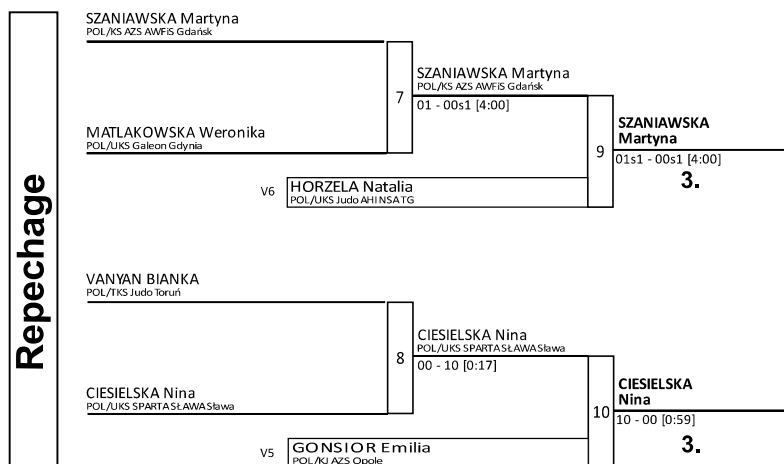 Repechage
SZANIAWSKA Martyna
POL/KS AZS AWFiS Gdańsk
7
SZANIAWSKA Martyna
POL/KS AZS AWFiS Gdańsk
01 - 00s1 [4:00]
MATLAKOWSKA Weronika
POL/UKS Galeon Gdynia
9
SZANIAWSKA
Martyna
01s1 - 00s1 [4:00]
3.
V6
HORZELA Natalia
POL/UKS Judo AHINSA TG
VANYAN BIANKA
POL/TKS Judo Toruń
8
CIESIELSKA Nina
POL/UKS SPARTA SŁAWA Sława
00 - 10 [0:17]
CIESIELSKA Nina
POL/UKS SPARTA SŁAWA Sława
10
CIESIELSKA
Nina
10 - 00 [0:59]
3.
V5
GONSIOR Emilia
POL/KJ AZS Opole